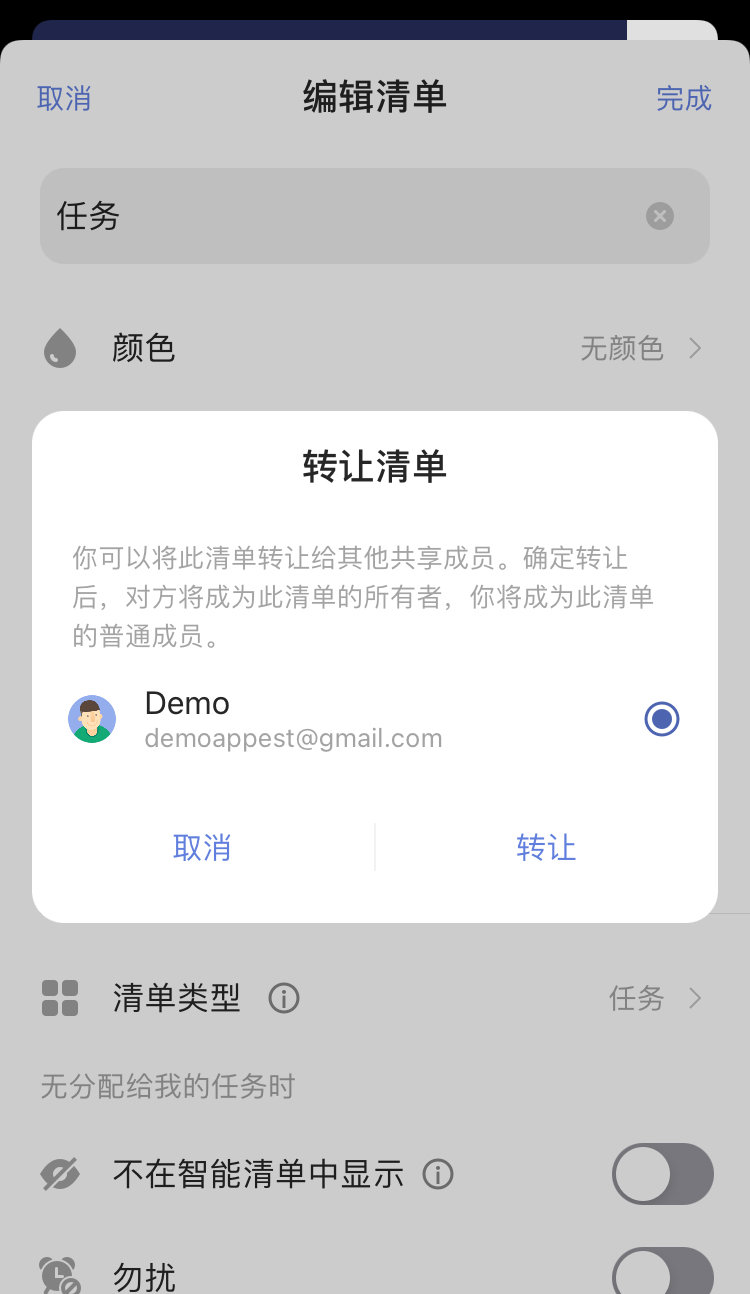 取消 编辑清单 完成
任务
颜色 无颜色
转让清单
你可以将此清单转让给其他共享成员。确定转让
后，对方将成为此清单的所有者，你将成为此清单
的普通成员。
Demo
demoappest@gmail.com
取消 转让
清单类型 任务
无分配给我的任务时
不在智能清单中显示
勿扰